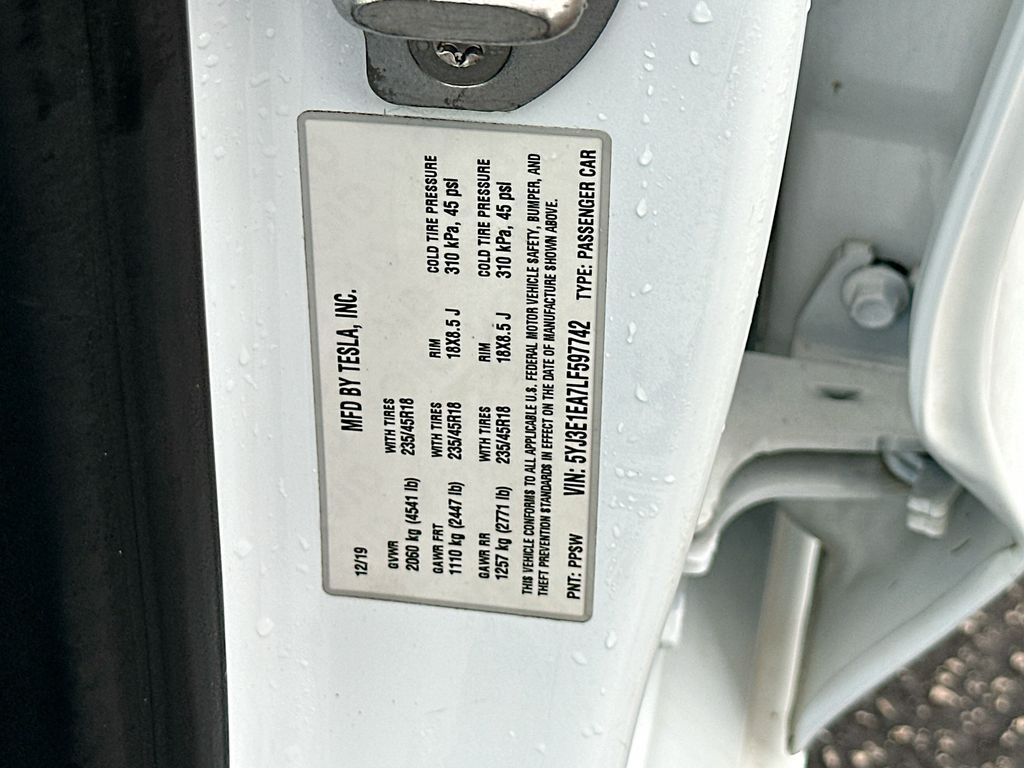 MFD BY TESLA, INC.
12/19
GVWR WITH TIRES
2060 kg (4541 lb) 235/45R18
GAWR FRT WITH TIRES RIM COLD TIRE PRESSURE
1110 kg (2447 lb) 235/45R18 18X8.5 J 310 kPa, 45 psi
GAWR RR WITH TIRES RIM COLD TIRE PRESSURE
1257 kg (2771 lb) 235/45R18 18X8.5 J 310 kPa, 45 psi
THIS VEHICLE CONFORMS TO ALL APPLICABLE U.S. FEDERAL MOTOR VEHICLE SAFETY, BUMPER, AND
THEFT PREVENTION STANDARDS IN EFFECT ON THE DATE OF MANUFACTURE SHOWN ABOVE.
PNT: PPSW VIN: 5YJ3E1EA7LF597742 TYPE: PASSENGER CAR